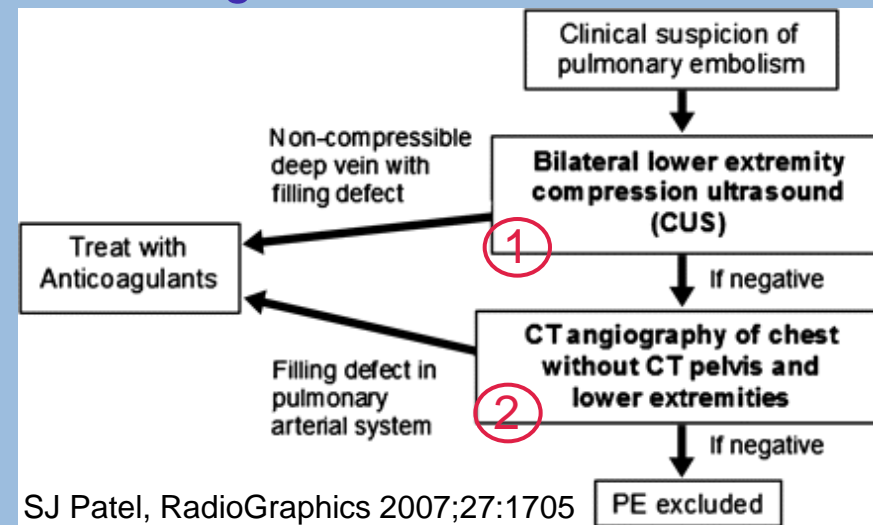 Clinical suspicion of
pulmonary embolism
Non-compressible
deep vein with
filling defect
Bilateral lower extremity
compression ultrasound
(CUS)
1
Treat with
Anticoagulants
If negative
CT angiography of chest
without CT pelvis and
lower extremities
2
Filling defect in
pulmonary
arterial system
If negative
SJ Patel, RadioGraphics 2007;27:1705
PE excluded